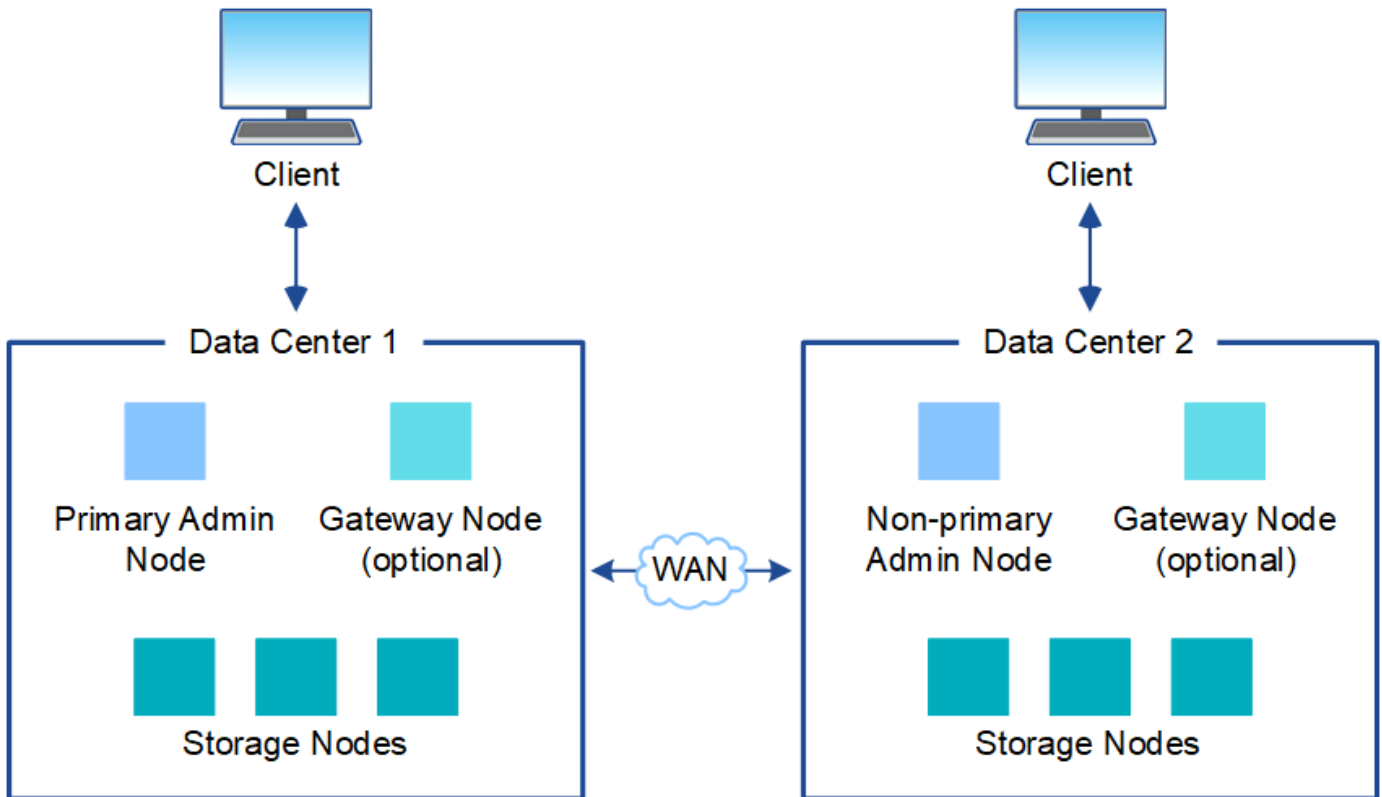 Client
Client
Data Center 1
Data Center 2
Primary Admin
Node
Gateway Node
(optional)
Non-primary
Admin Node
Gateway Node
(optional)
WAN
Storage Nodes
Storage Nodes